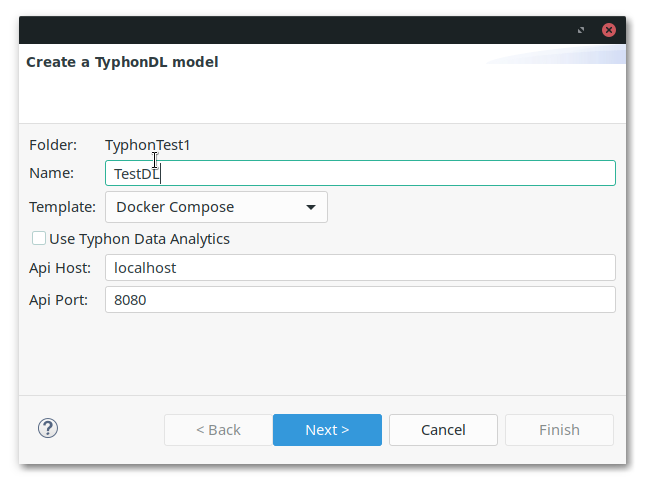 Create a TyphonDL model
Folder: TyphonTest1
Name: TestDL
Template: Docker Compose
Use Typhon Data Analytics
Api Host: localhost
Api Port: 8080
? < Back Next > Cancel Finish